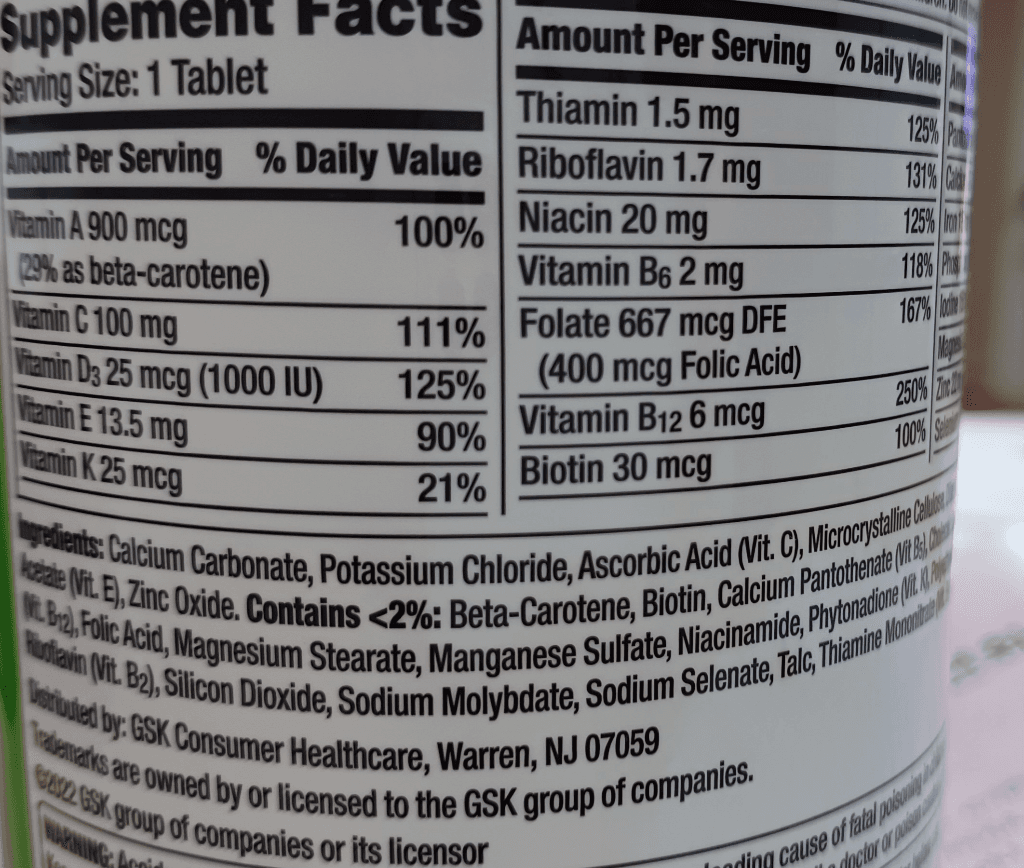 Supplement Facts
Serving Size: 1 Tablet
Amount Per Serving % Daily Value
Vitamin A 900 mcg 100%
(29% as beta-carotene)
Vitamin C 100 mg 111%
Vitamin D3 25 mcg (1000 IU) 125%
Vitamin E 13.5 mg 90%
Vitamin K 25 mcg 21%
Amount Per Serving % Daily Value
Thiamin 1.5 mg 125%
Riboflavin 1.7 mg 131%
Niacin 20 mg 125%
Vitamin B6 2 mg 118%
Folate 667 mcg DFE 167%
(400 mcg Folic Acid)
Vitamin B12 6 mcg 250%
Biotin 30 mcg 100%
Iron
Iodine
Zinc
Ingredients: Calcium Carbonate, Potassium Chloride, Ascorbic Acid (Vit. C), Microcrystalline Cellulose,
Acetate (Vit. E), Zinc Oxide. Contains <2%: Beta-Carotene, Biotin, Calcium Pantothenate (Vit B5),
(Vit. B12), Folic Acid, Magnesium Stearate, Manganese Sulfate, Niacinamide, Phytonadione (Vit. K),
Riboflavin (Vit. B2), Silicon Dioxide, Sodium Molybdate, Sodium Selenate, Talc, Thiamine Mononitrate
Distributed by: GSK Consumer Healthcare, Warren, NJ 07059
Trademarks are owned by or licensed to the GSK group of companies.
©2022 GSK group of companies or its licensor
WARNING: leading cause of fatal poisoning
doctor or poison